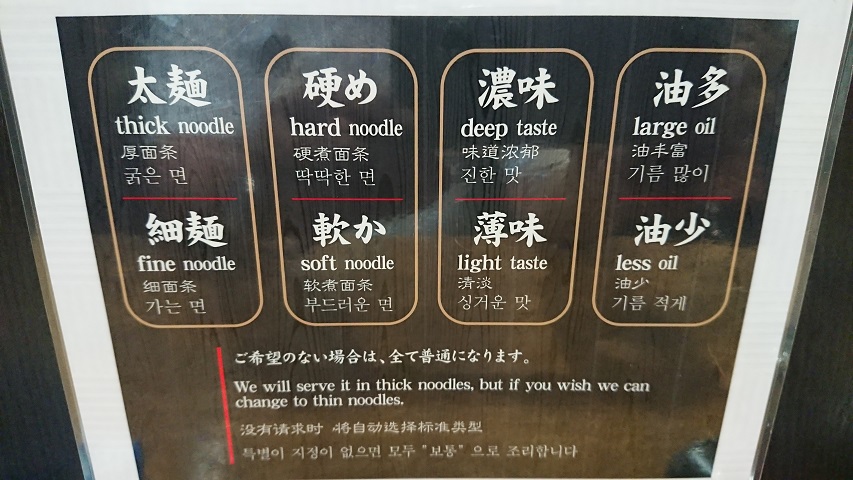 太麺
thick noodle
厚面条
굵은 면
細麺
fine noodle
细面条
가는 면
硬め
hard noodle
硬煮面条
딱딱한 면
軟か
soft noodle
软煮面条
부드러운 면
濃味
deep taste
味道浓郁
진한 맛
薄味
light taste
清淡
싱거운 맛
油多
large oil
油丰富
기름 많이
油少
less oil
油少
기름 적게
ご希望のない場合は、全て普通になります。
We will serve it in thick noodles, but if you wish we can
change to thin noodles.
没有请求时 将自动选择标准类型
특별이 지정이 없으면 모두 "보통" 으로 조리합니다